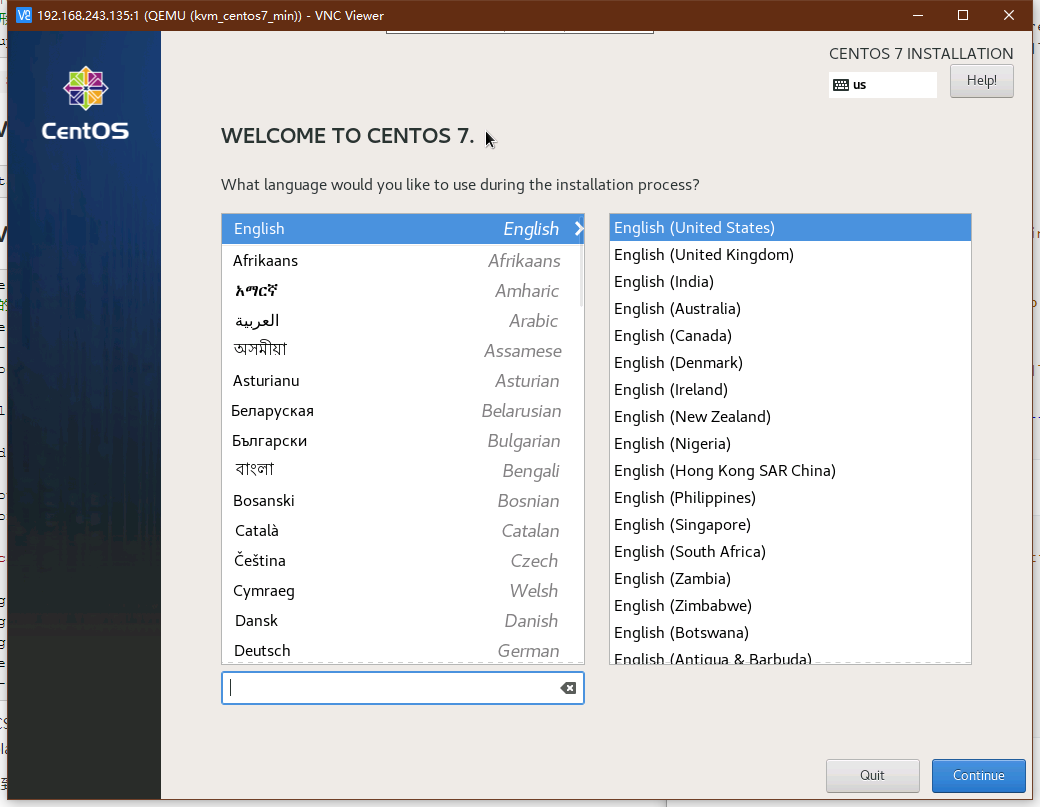 192.168.243.135:1 (QEMU (kvm_centos7_min)) - VNC Viewer
CentOS
CENTOS 7 INSTALLATION
us
Help!
WELCOME TO CENTOS 7.
What language would you like to use during the installation process?
English English
Afrikaans Afrikaans
አማርኛ Amharic
العربية Arabic
অসমীয়া Assamese
Asturianu Asturian
Беларуская Belarusian
Български Bulgarian
বাংলা Bengali
Bosanski Bosnian
Català Catalan
Čeština Czech
Cymraeg Welsh
Dansk Danish
Deutsch German
English (United States)
English (United Kingdom)
English (India)
English (Australia)
English (Canada)
English (Denmark)
English (Ireland)
English (New Zealand)
English (Nigeria)
English (Hong Kong SAR China)
English (Philippines)
English (Singapore)
English (South Africa)
English (Zambia)
English (Zimbabwe)
English (Botswana)
English (Antigua & Barbuda)
Quit
Continue